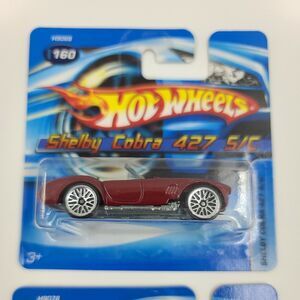 160
HOT WHEELS
Shelby Cobra 427 S/C
3+